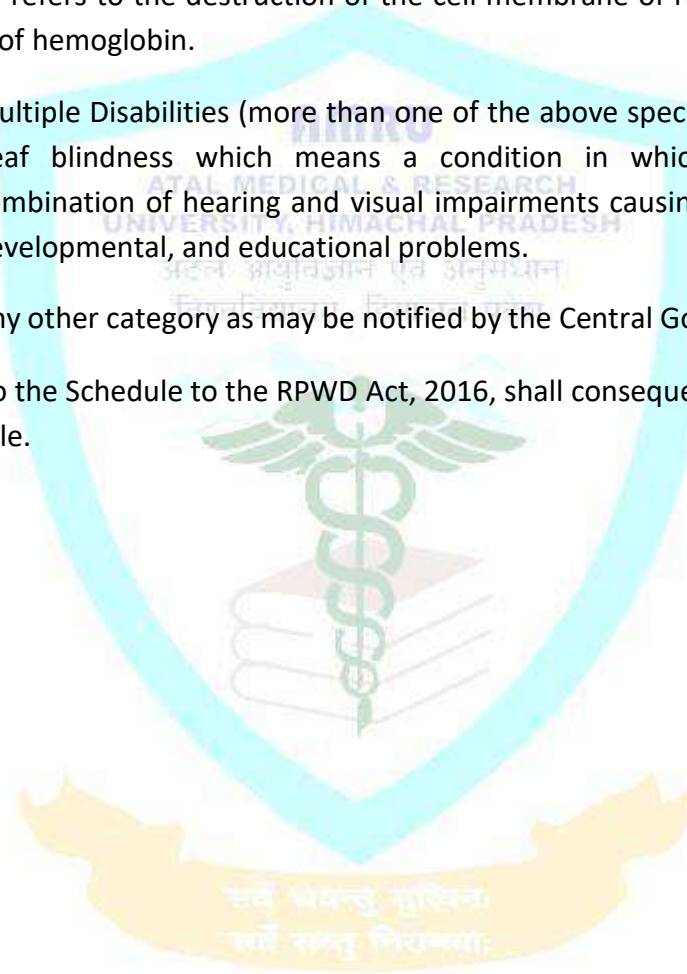 refers to the destruction of the cell membrane of
of hemoglobin.
ultiple Disabilities (more than one of the above spec
AMRU
eaf blindness which means a condition in whic
ATAL MEDICAL & RESEARCH
ombination of hearing and visual impairments causin
UNIVERSITY, HIMACHAL PRADESH
evelopmental, and educational problems.
अटल आयुर्विज्ञान एवं अनुसंधान
विश्वविद्यालय, हिमाचल प्रदेश
ny other category as may be notified by the Central Go
o the Schedule to the RPWD Act, 2016, shall conseque
le.
सर्वे भवन्तु सुखिनः
सर्वे सन्तु निरामयाः